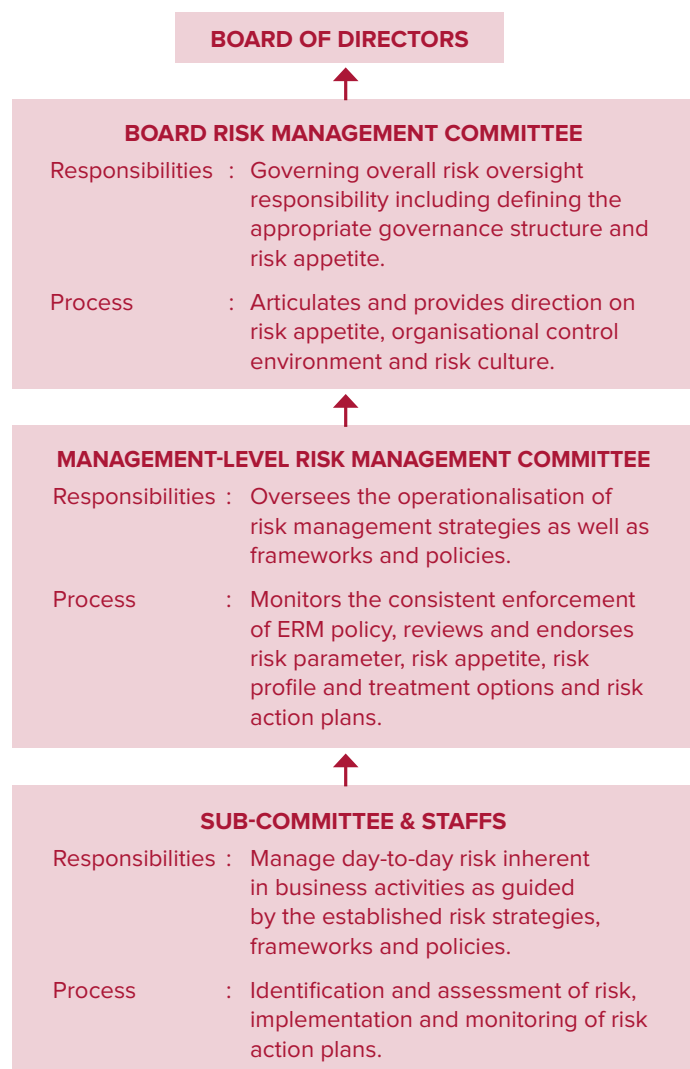 BOARD OF DIRECTORS
BOARD RISK MANAGEMENT COMMITTEE
Responsibilities : Governing overall risk oversight
responsibility including defining the
appropriate governance structure and
risk appetite.
Process : Articulates and provides direction on
risk appetite, organisational control
environment and risk culture.
MANAGEMENT-LEVEL RISK MANAGEMENT COMMITTEE
Responsibilities : Oversees the operationalisation of
risk management strategies as well as
frameworks and policies.
Process : Monitors the consistent enforcement
of ERM policy, reviews and endorses
risk parameter, risk appetite, risk
profile and treatment options and risk
action plans.
SUB-COMMITTEE & STAFFS
Responsibilities : Manage day-to-day risk inherent
in business activities as guided
by the established risk strategies,
frameworks and policies.
Process : Identification and assessment of risk,
implementation and monitoring of risk
action plans.